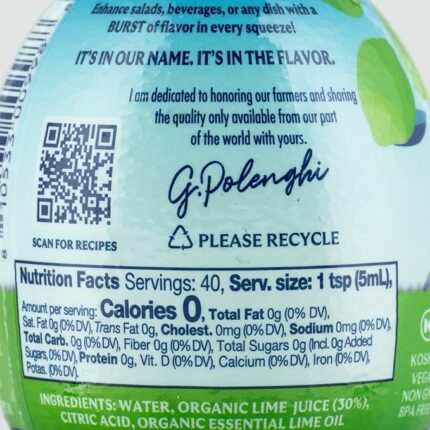 Enhance salads, beverages, or any dish with a
BURST of flavor in every squeeze!
IT'S IN OUR NAME. IT'S IN THE FLAVOR.
I am dedicated to honoring our farmers and sharing
the quality only available from our part
of the world with yours.
G. Polenghi
SCAN FOR RECIPES
PLEASE RECYCLE
Nutrition Facts Servings: 40, Serv. size: 1 tsp (5mL),
Amount per serving: Calories 0, Total Fat 0g (0% DV),
Sat. Fat 0g (0% DV), Trans Fat 0g, Cholest. 0mg (0% DV), Sodium 0mg (0% DV),
Total Carb. 0g (0% DV), Fiber 0g (0% DV), Total Sugars 0g (Incl. 0g Added
Sugars, 0% DV), Protein 0g, Vit. D (0% DV), Calcium (0% DV), Iron (0% DV),
Potas. (0% DV).
KOSH
VEGA
NON GM
BPA FREE
INGREDIENTS: WATER, ORGANIC LIME JUICE (30%),
CITRIC ACID, ORGANIC ESSENTIAL LIME OIL